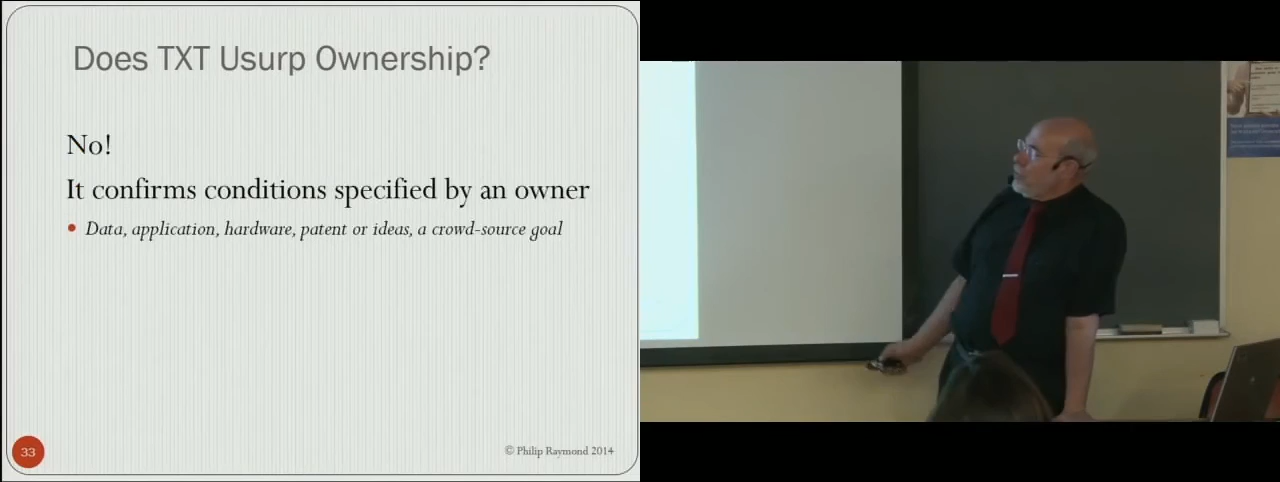 Does TXT Usurp Ownership?
No!
It confirms conditions specified by an owner
Data, application, hardware, patent or ideas, a crowd-source goal
33
© Philip Raymond 2014